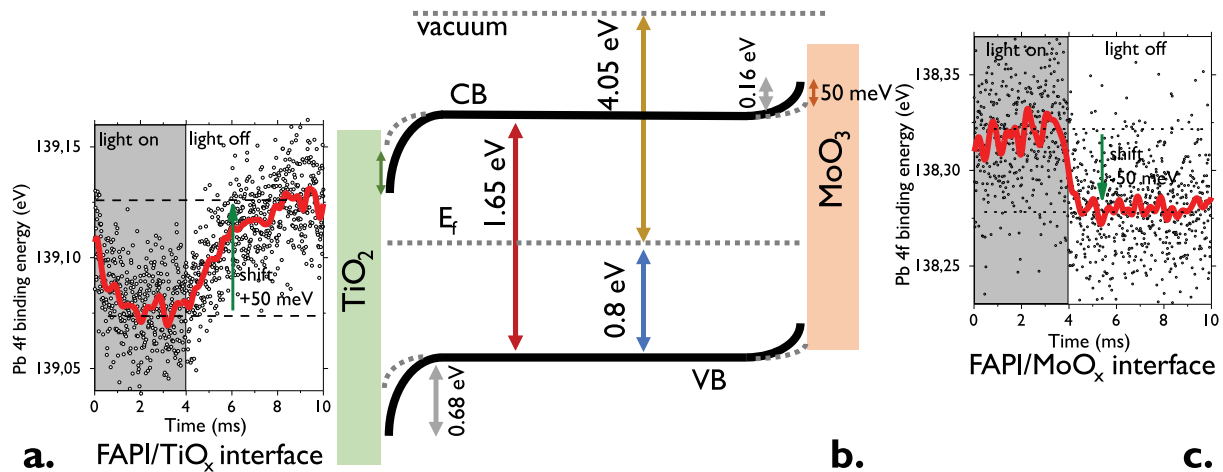 light on
light off
139,15
139,10
139,05
Pb 4f binding energy (eV)
shift
+50 meV
0
2
4
6
8
10
Time (ms)
a.
FAPI/TiOx interface
vacuum
4.05 eV
0.16 eV
50 meV
CB
TiO2
MoO3
1.65 eV
Ef
0.8 eV
0.68 eV
VB
b.
light on
light off
138,35
138,30
138,25
Pb 4f binding energy (eV)
shift
-50 meV
0
2
4
6
8
10
Time (ms)
FAPI/MoOx interface
c.